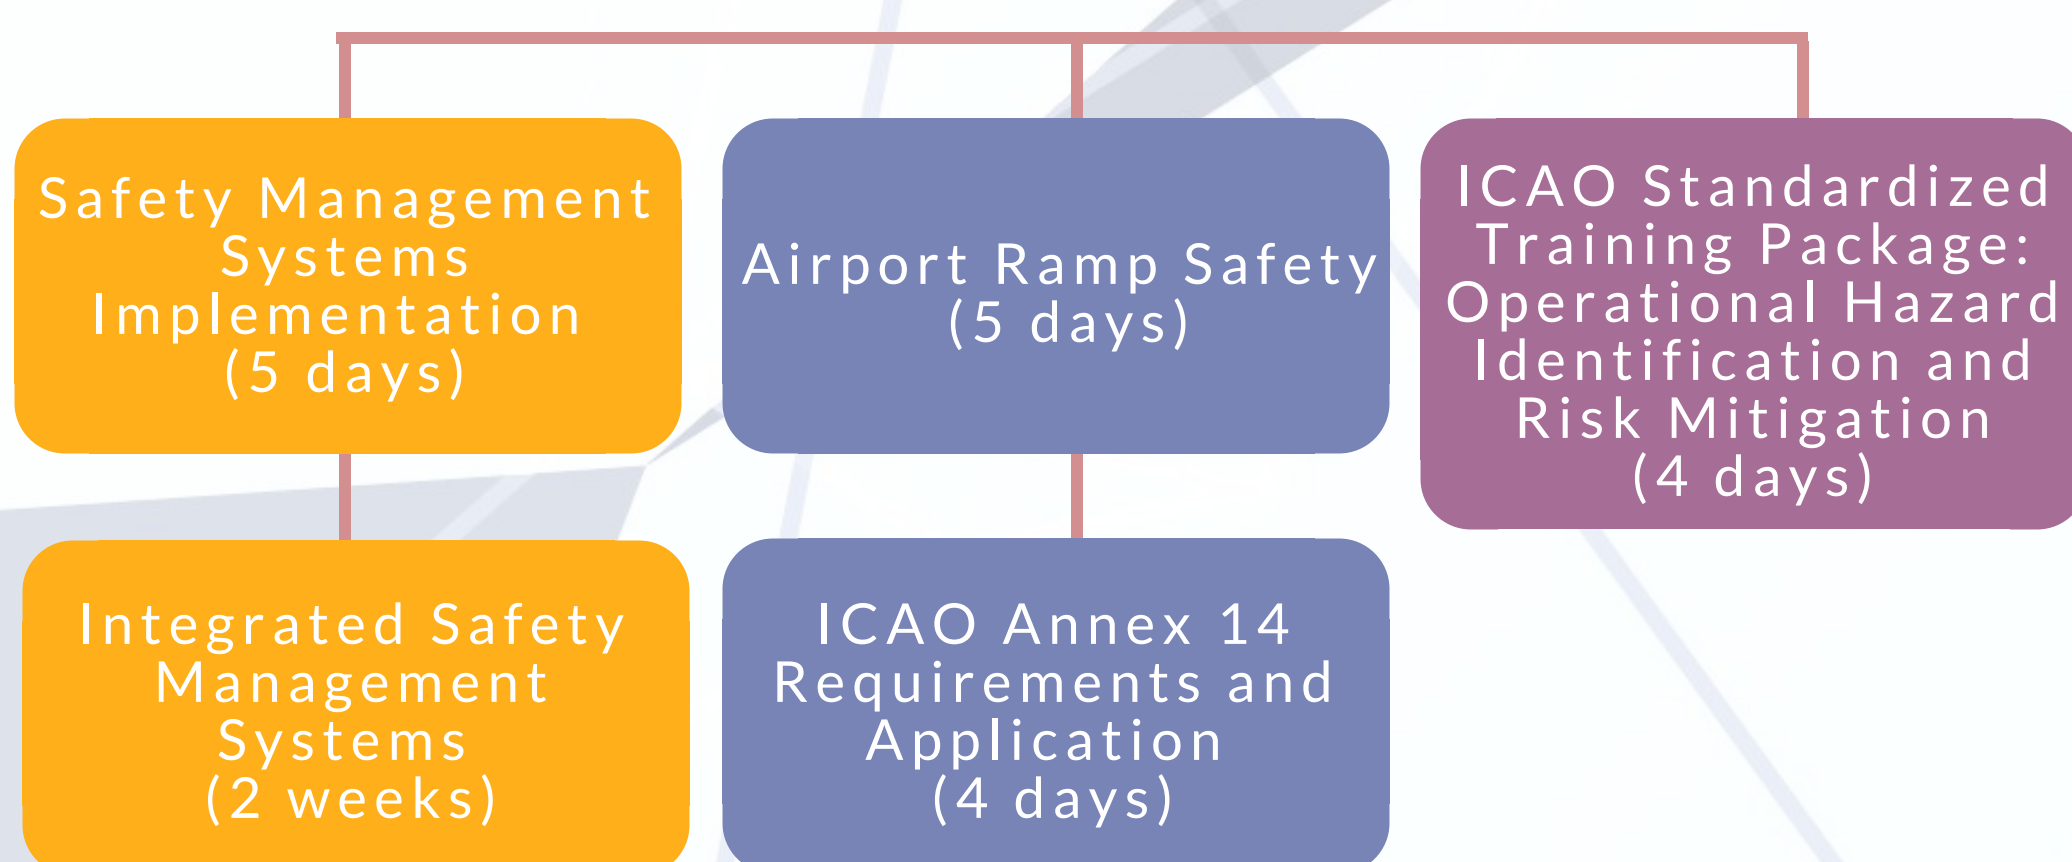 Safety Management
Systems
Implementation
(5 days)
Airport Ramp Safety
(5 days)
ICAO Standardized
Training Package:
Operational Hazard
Identification and
Risk Mitigation
(4 days)
Integrated Safety
Management
Systems
(2 weeks)
ICAO Annex 14
Requirements and
Application
(4 days)